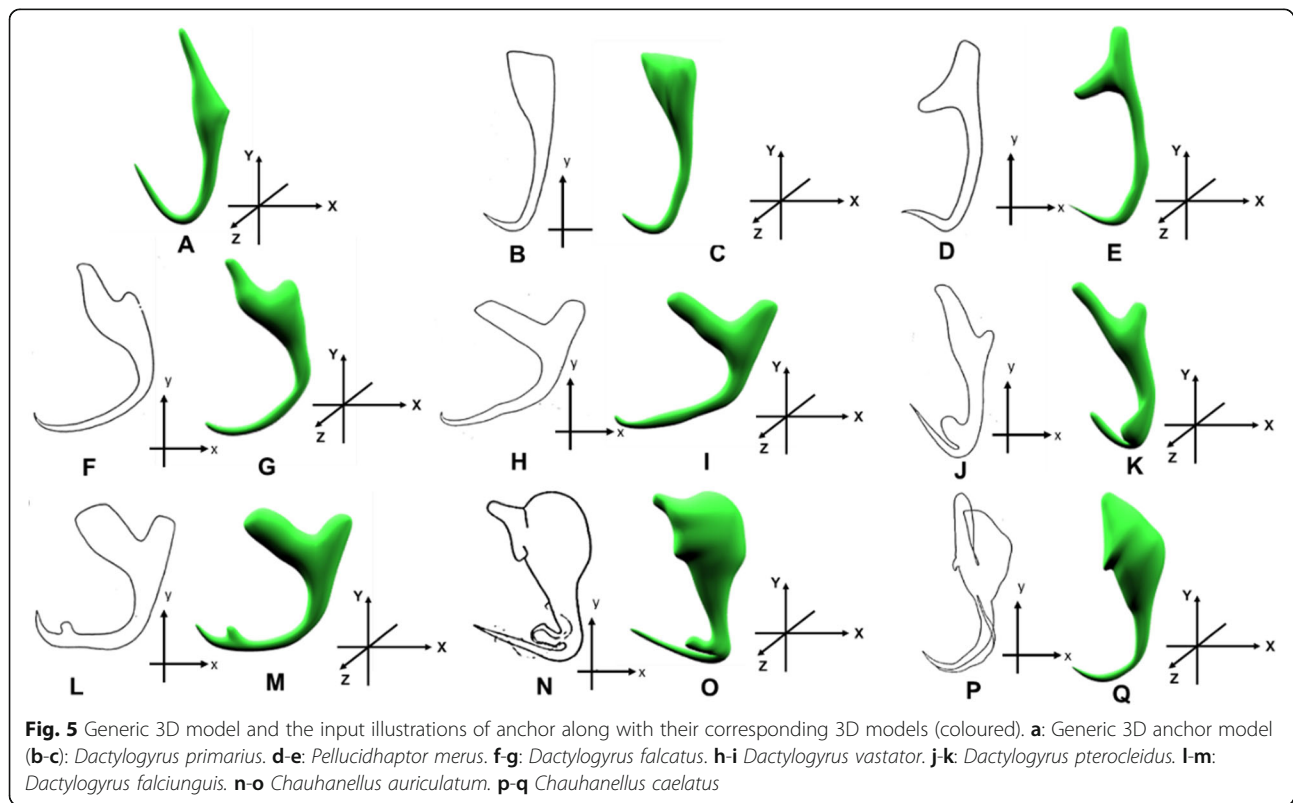 Y
X
Z
A
y
B
Y
X
Z
C
y
x
D
Y
X
Z
E
y
x
F
Y
X
Z
G
y
x
H
Y
X
Z
I
y
x
J
Y
X
Z
K
y
x
L
Y
X
Z
M
y
x
N
Y
X
Z
O
y
x
P
Y
X
Z
Q
Fig. 5 Generic 3D model and the input illustrations of anchor along with their corresponding 3D models (coloured). a: Generic 3D anchor model
(b-c): Dactylogyrus primarius. d-e: Pellucidhaptor merus. f-g: Dactylogyrus falcatus. h-i Dactylogyrus vastator. j-k: Dactylogyrus pterocleidus. l-m:
Dactylogyrus falciunguis. n-o Chauhanellus auriculatum. p-q Chauhanellus caelatus